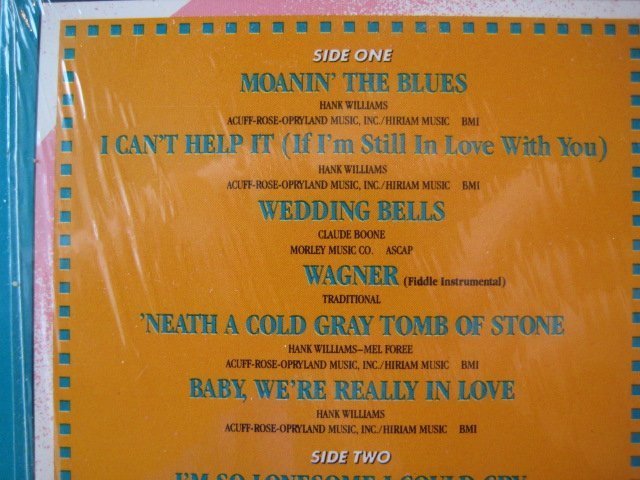 SIDE ONE
MOANIN' THE BLUES
HANK WILLIAMS
ACUFF-ROSE-OPRYLAND MUSIC, INC./HIRIAM MUSIC BMI
I CAN'T HELP IT (If I'm Still In Love With You)
HANK WILLIAMS
ACUFF-ROSE-OPRYLAND MUSIC, INC./HIRIAM MUSIC BMI
WEDDING BELLS
CLAUDE BOONE
MORLEY MUSIC CO. ASCAP
WAGNER (Fiddle Instrumental)
TRADITIONAL
'NEATH A COLD GRAY TOMB OF STONE
HANK WILLIAMS–MEL FOREE
ACUFF-ROSE-OPRYLAND MUSIC, INC./HIRIAM MUSIC BMI
BABY, WE'RE REALLY IN LOVE
HANK WILLIAMS
ACUFF-ROSE-OPRYLAND MUSIC, INC./HIRIAM MUSIC BMI
SIDE TWO
I'M SO LONESOME I COULD CRY